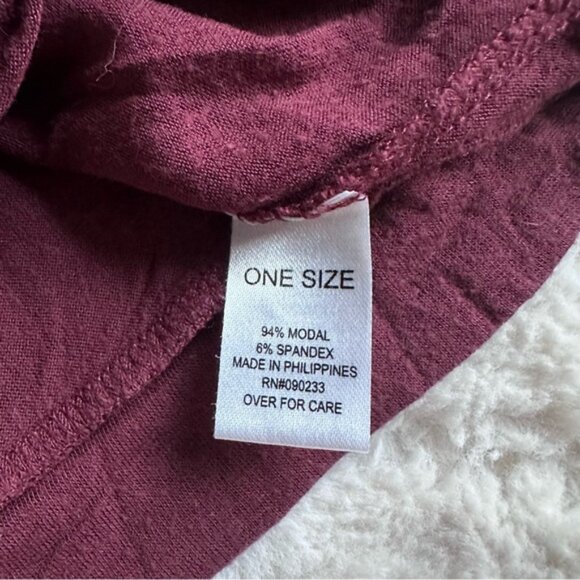 ONE SIZE
94% MODAL
6% SPANDEX
MADE IN PHILIPPINES
RN#090233
OVER FOR CARE